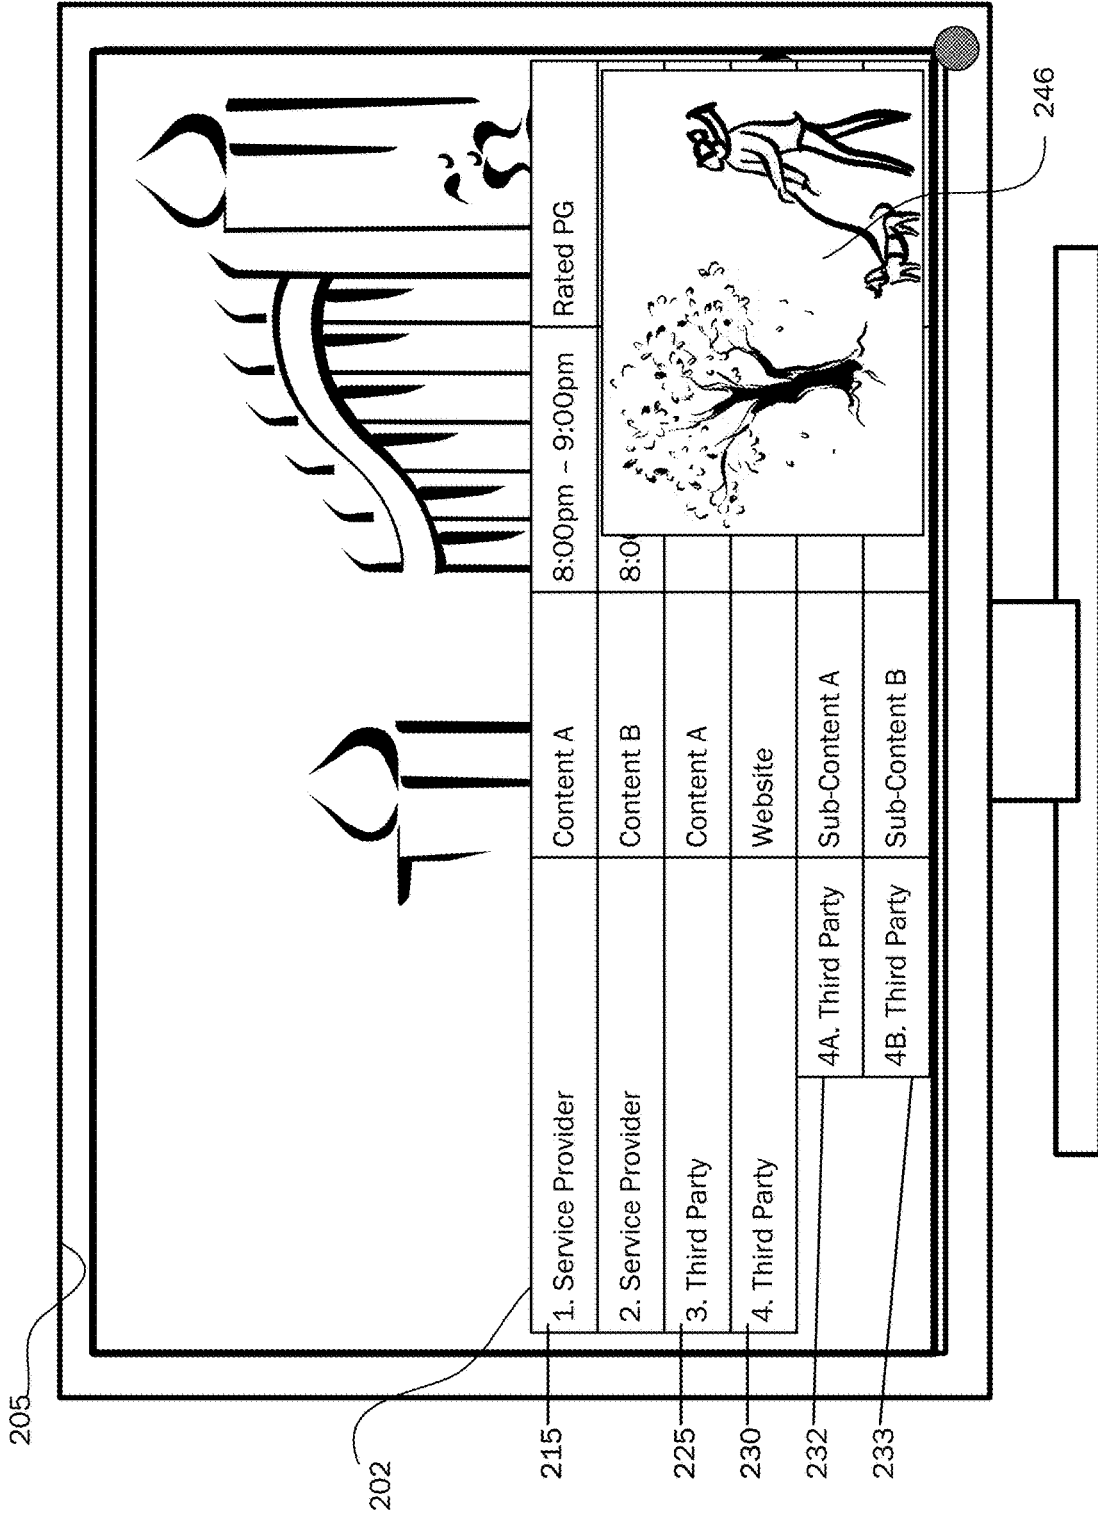 205
202
215 1. Service Provider Content A 8:00pm – 9:00pm Rated PG
2. Service Provider Content B 8:00
225 3. Third Party Content A
230 4. Third Party Website
232 4A. Third Party Sub-Content A
233 4B. Third Party Sub-Content B
246